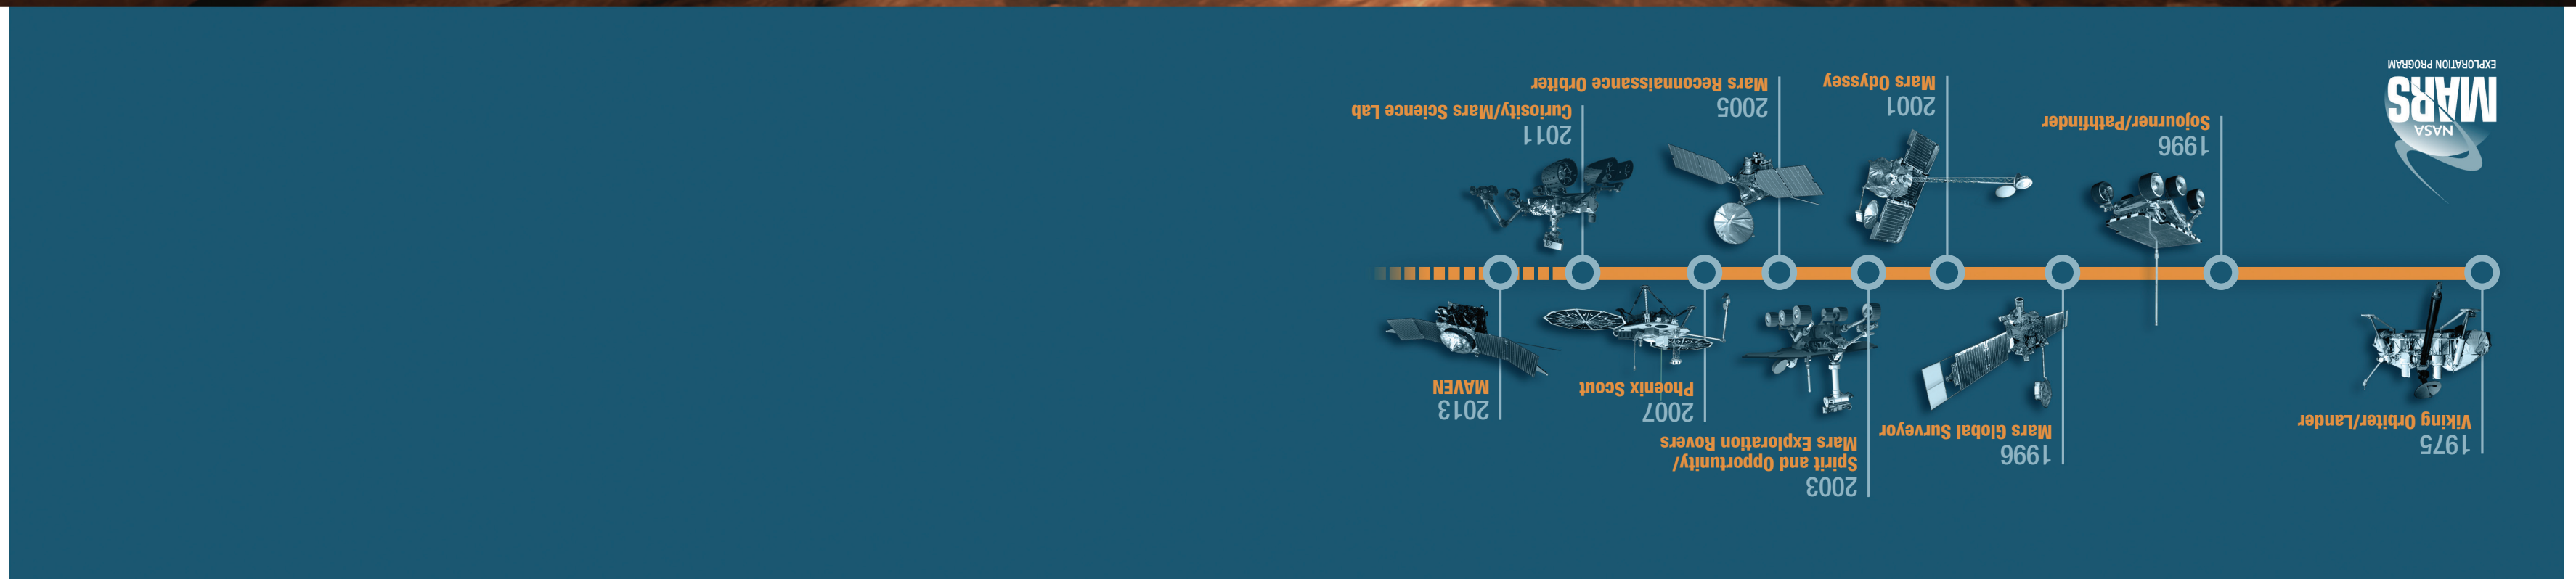 NASA
MARS
EXPLORATION PROGRAM
1975
Viking Orbiter/Lander
1996
Sojourner/Pathfinder
1996
Mars Global Surveyor
2001
Mars Odyssey
2003
Spirit and Opportunity/
Mars Exploration Rovers
2005
Mars Reconnaissance Orbiter
2007
Phoenix Scout
2011
Curiosity/Mars Science Lab
2013
MAVEN